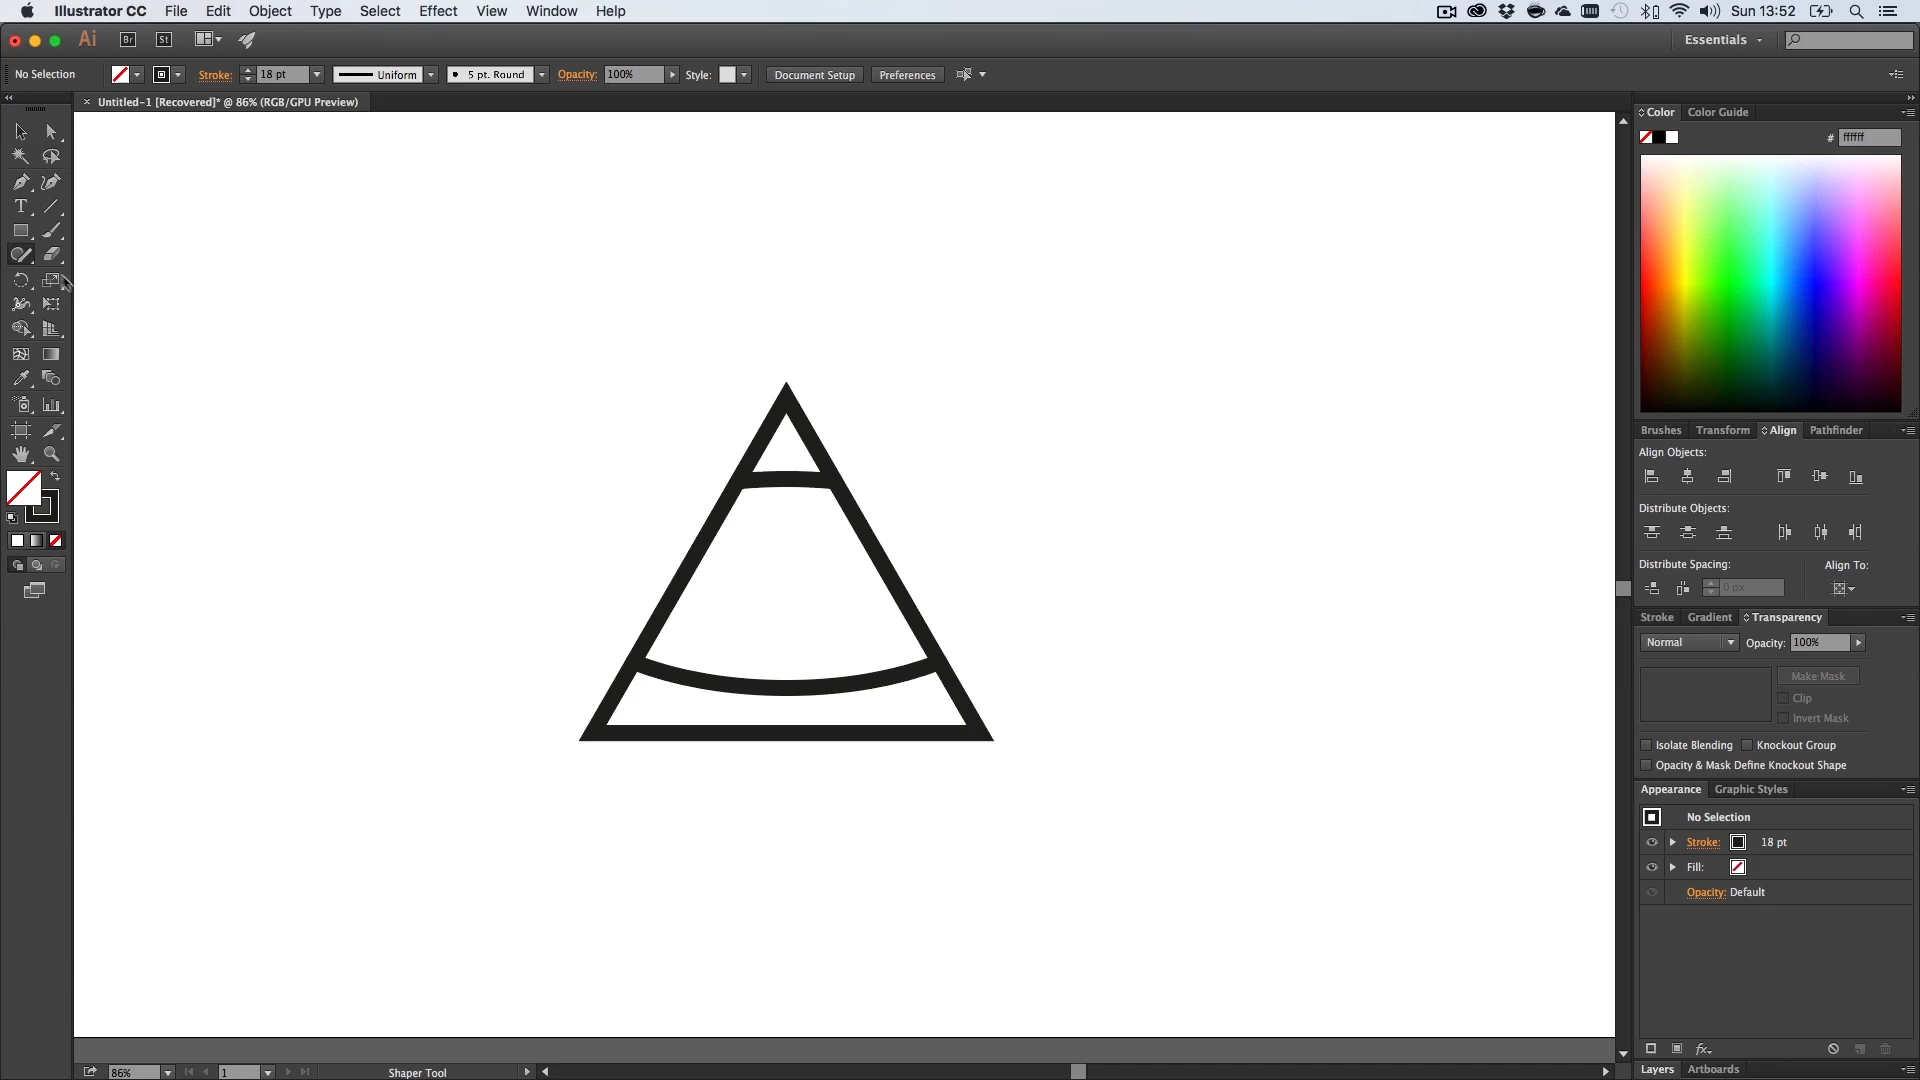 Illustrator CC File Edit Object Type Select Effect View Window Help Sun 13:52
Ai Br St Essentials
No Selection Stroke: 18 pt Uniform 5 pt. Round Opacity: 100% Style: Document Setup Preferences
Untitled-1 [Recovered]* @ 86% (RGB/GPU Preview)
Color Color Guide
# ffffff
Brushes Transform Align Pathfinder
Align Objects:
Distribute Objects:
Distribute Spacing: Align To:
0 px
Stroke Gradient Transparency
Normal Opacity: 100%
Make Mask
Clip
Invert Mask
Isolate Blending Knockout Group
Opacity & Mask Define Knockout Shape
Appearance Graphic Styles
No Selection
Stroke: 18 pt
Fill:
Opacity: Default
fx
86% 1 Shaper Tool
Layers Artboards